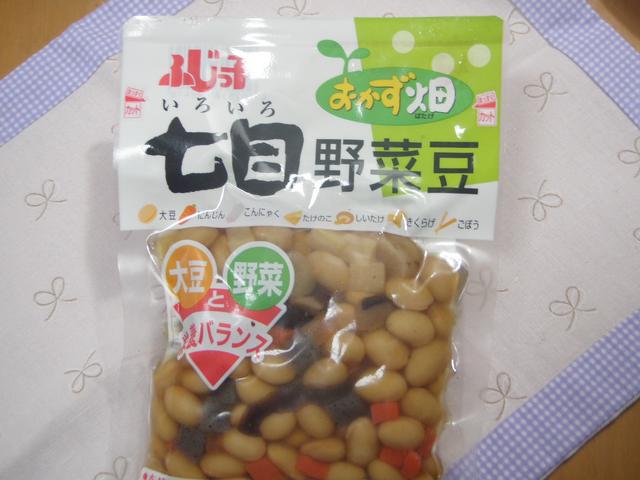 ふじっ子
おかず畑
はたけ
いろいろ
七目 野菜豆
大豆 にんじん こんにゃく たけのこ しいたけ きくらげ ごぼう
大豆と野菜
栄養バランス